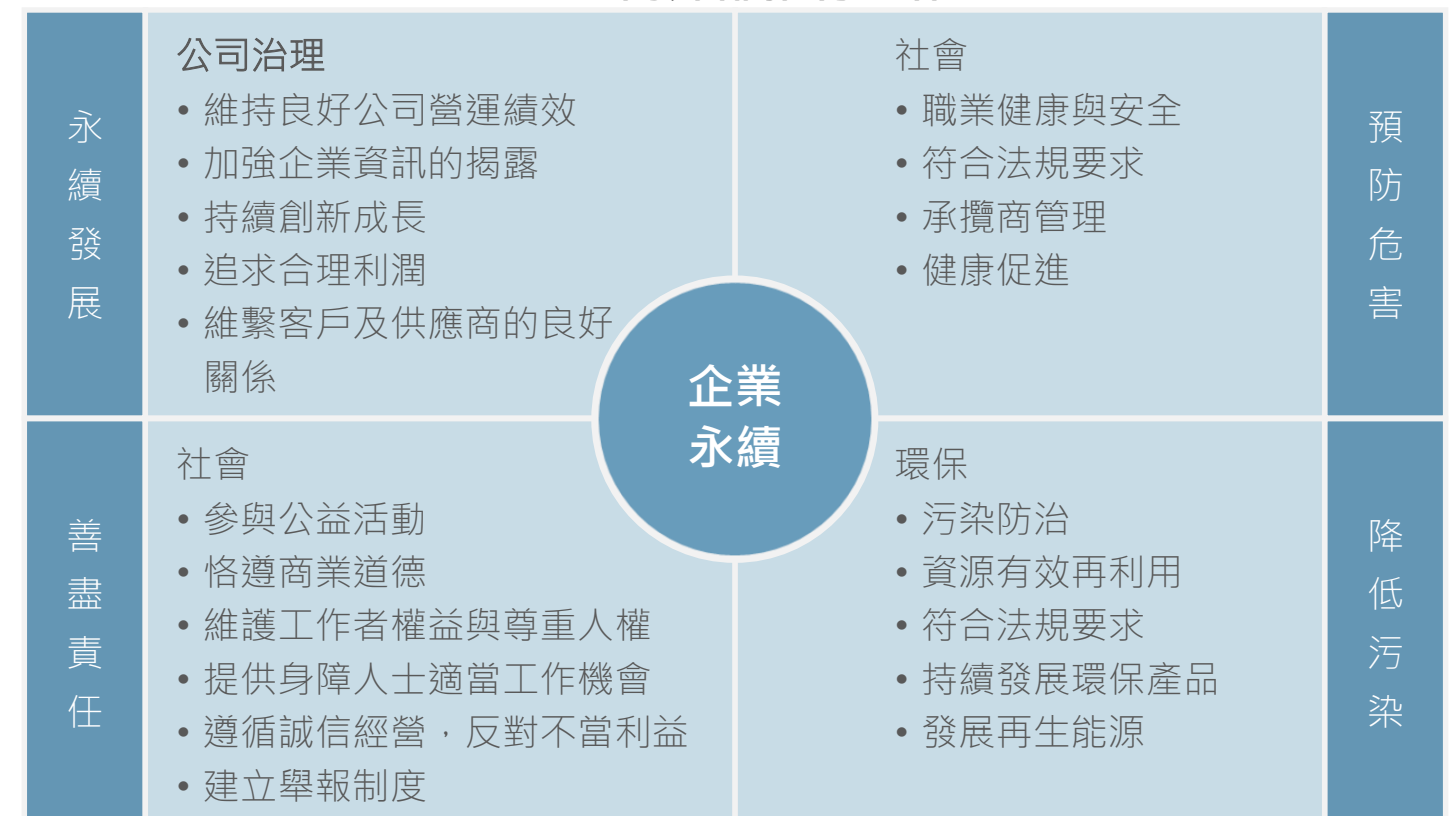 永續發展
公司治理
• 維持良好公司營運績效
• 加強企業資訊的揭露
• 持續創新成長
• 追求合理利潤
• 維繫客戶及供應商的良好
關係
社會
• 職業健康與安全
• 符合法規要求
• 承攬商管理
• 健康促進
預防危害
企業
永續
善盡責任
社會
• 參與公益活動
• 恪遵商業道德
• 維護工作者權益與尊重人權
• 提供身障人士適當工作機會
• 遵循誠信經營，反對不當利益
• 建立舉報制度
環保
• 污染防治
• 資源有效再利用
• 符合法規要求
• 持續發展環保產品
• 發展再生能源
降低污染